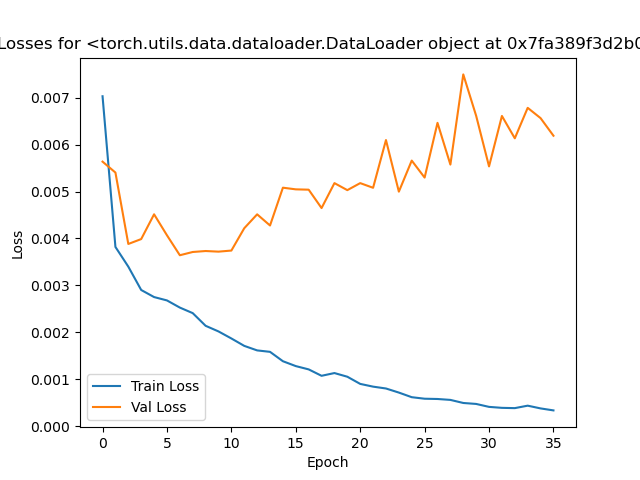 Losses for <torch.utils.data.dataloader.DataLoader object at 0x7fa389f3d2b0
0.007
0.006
0.005
0.004
0.003
0.002
0.001
0.000
Loss
Train Loss
Val Loss
0 5 10 15 20 25 30 35
Epoch